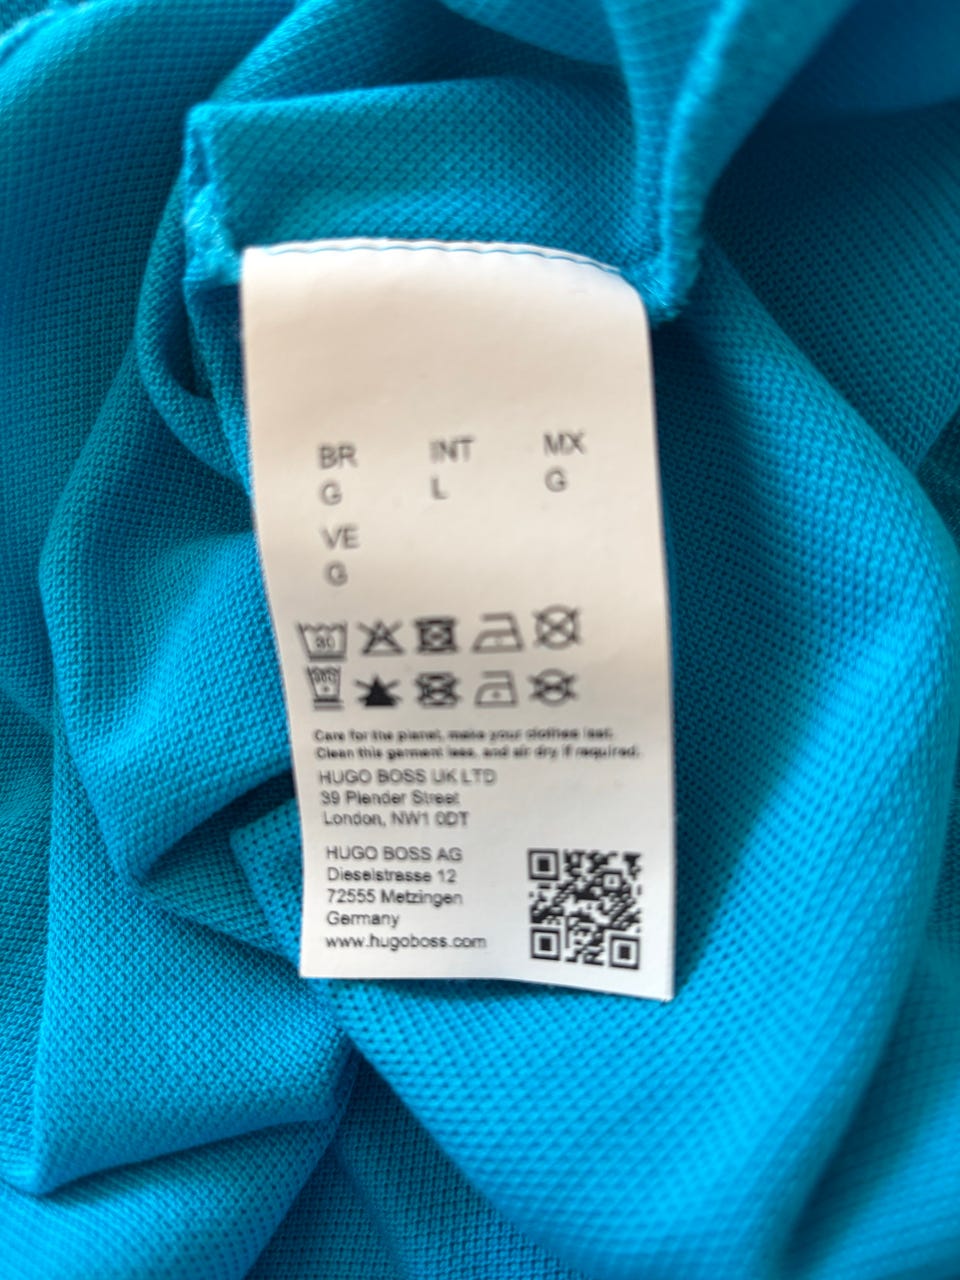 BR INT MX
G L G
VE
G
30
Care for the planet, make your clothes last.
Clean this garment less, and air dry if required.
HUGO BOSS UK LTD
39 Plender Street
London, NW1 0DT
HUGO BOSS AG
Dieselstrasse 12
72555 Metzingen
Germany
www.hugoboss.com